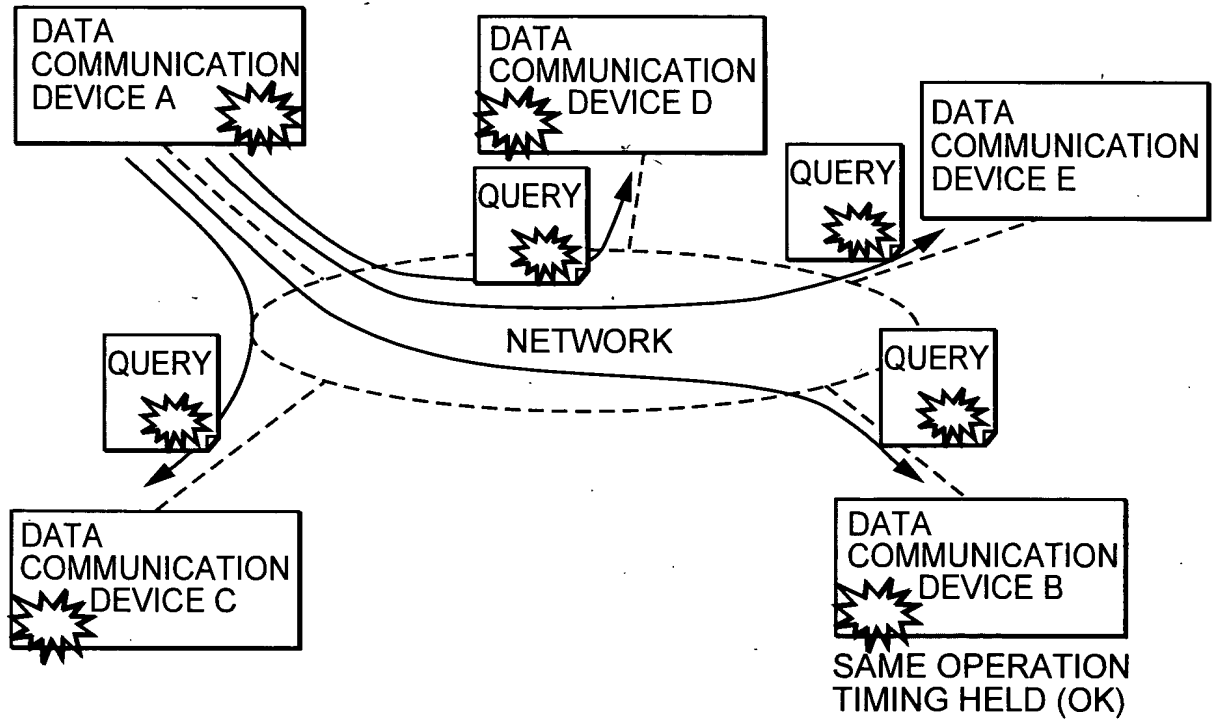 DATA
COMMUNICATION
DEVICE A
DATA
COMMUNICATION
DEVICE D
DATA
COMMUNICATION
DEVICE E
QUERY
QUERY
NETWORK
QUERY
QUERY
DATA
COMMUNICATION
DEVICE C
DATA
COMMUNICATION
DEVICE B
SAME OPERATION
TIMING HELD (OK)